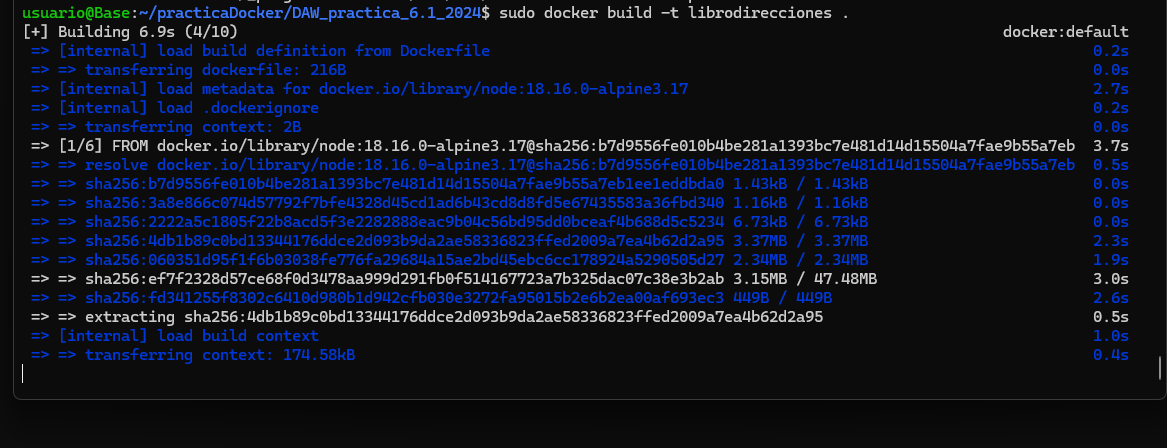 usuario@Base:~/practicaDocker/DAW_practica_6.1_2024$ sudo docker build -t librodirecciones .
[+] Building 6.9s (4/10) docker:default
=> [internal] load build definition from Dockerfile 0.2s
=> => transferring dockerfile: 216B 0.0s
=> [internal] load metadata for docker.io/library/node:18.16.0-alpine3.17 2.7s
=> [internal] load .dockerignore 0.2s
=> => transferring context: 2B 0.0s
=> [1/6] FROM docker.io/library/node:18.16.0-alpine3.17@sha256:b7d9556fe010b4be281a1393bc7e481d14d15504a7fae9b55a7eb 3.7s
=> => resolve docker.io/library/node:18.16.0-alpine3.17@sha256:b7d9556fe010b4be281a1393bc7e481d14d15504a7fae9b55a7eb 0.5s
=> => sha256:b7d9556fe010b4be281a1393bc7e481d14d15504a7fae9b55a7eb1ee1eddbda0 1.43kB / 1.43kB 0.0s
=> => sha256:3a8e866c074d57792f7bfe4328d45cd1ad6b43cd8d8fd5e67435583a36fbd340 1.16kB / 1.16kB 0.0s
=> => sha256:2222a5c1805f22b8acd5f3e2282888eac9b04c56bd95dd0bceaf4b688d5c5234 6.73kB / 6.73kB 0.0s
=> => sha256:4db1b89c0bd13344176ddce2d093b9da2ae58336823ffed2009a7ea4b62d2a95 3.37MB / 3.37MB 2.3s
=> => sha256:060351d95f1f6b03038fe776fa29684a15ae2bd45ebc6cc178924a5290505d27 2.34MB / 2.34MB 1.9s
=> => sha256:ef7f2328d57ce68f0d3478aa999d291fb0f514167723a7b325dac07c38e3b2ab 3.15MB / 47.48MB 3.0s
=> => sha256:fd341255f8302c6410d980b1d942cfb030e3272fa95015b2e6b2ea00af693ec3 449B / 449B 2.6s
=> => extracting sha256:4db1b89c0bd13344176ddce2d093b9da2ae58336823ffed2009a7ea4b62d2a95 0.5s
=> [internal] load build context 1.0s
=> => transferring context: 174.58kB 0.4s